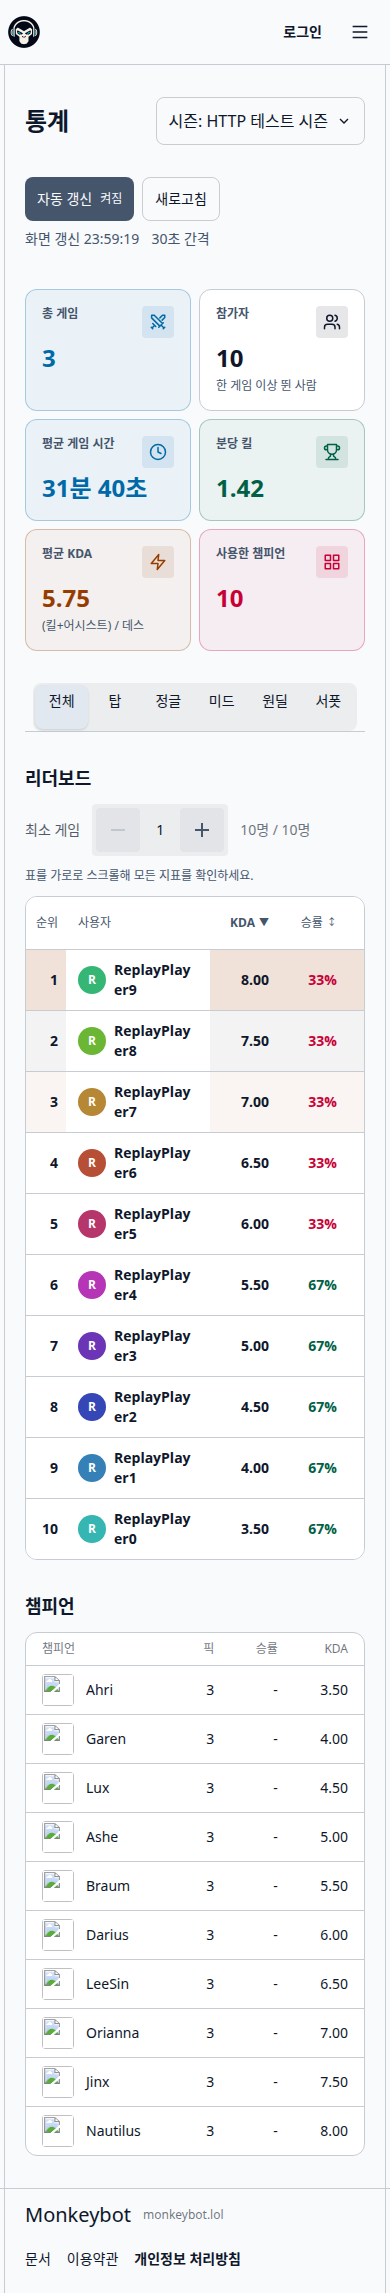 로그인
통계
시즌: HTTP 테스트 시즌
자동 갱신 켜짐
새로고침
화면 갱신 23:59:19 30초 간격
총 게임
3
참가자
10
한 게임 이상 뛴 사람
평균 게임 시간
31분 40초
분당 킬
1.42
평균 KDA
5.75
(킬+어시스트) / 데스
사용한 챔피언
10
전체 탑 정글 미드 원딜 서폿
리더보드
최소 게임 — 1 + 10명 / 10명
표를 가로로 스크롤해 모든 지표를 확인하세요.
순위 사용자 KDA ▼ 승률 ↕
1 R ReplayPlay
er9 8.00 33%
2 R ReplayPlay
er8 7.50 33%
3 R ReplayPlay
er7 7.00 33%
4 R ReplayPlay
er6 6.50 33%
5 R ReplayPlay
er5 6.00 33%
6 R ReplayPlay
er4 5.50 67%
7 R ReplayPlay
er3 5.00 67%
8 R ReplayPlay
er2 4.50 67%
9 R ReplayPlay
er1 4.00 67%
10 R ReplayPlay
er0 3.50 67%
챔피언
챔피언 픽 승률 KDA
Ahri 3 - 3.50
Garen 3 - 4.00
Lux 3 - 4.50
Ashe 3 - 5.00
Braum 3 - 5.50
Darius 3 - 6.00
LeeSin 3 - 6.50
Orianna 3 - 7.00
Jinx 3 - 7.50
Nautilus 3 - 8.00
Monkeybot monkeybot.lol
문서 이용약관 개인정보 처리방침